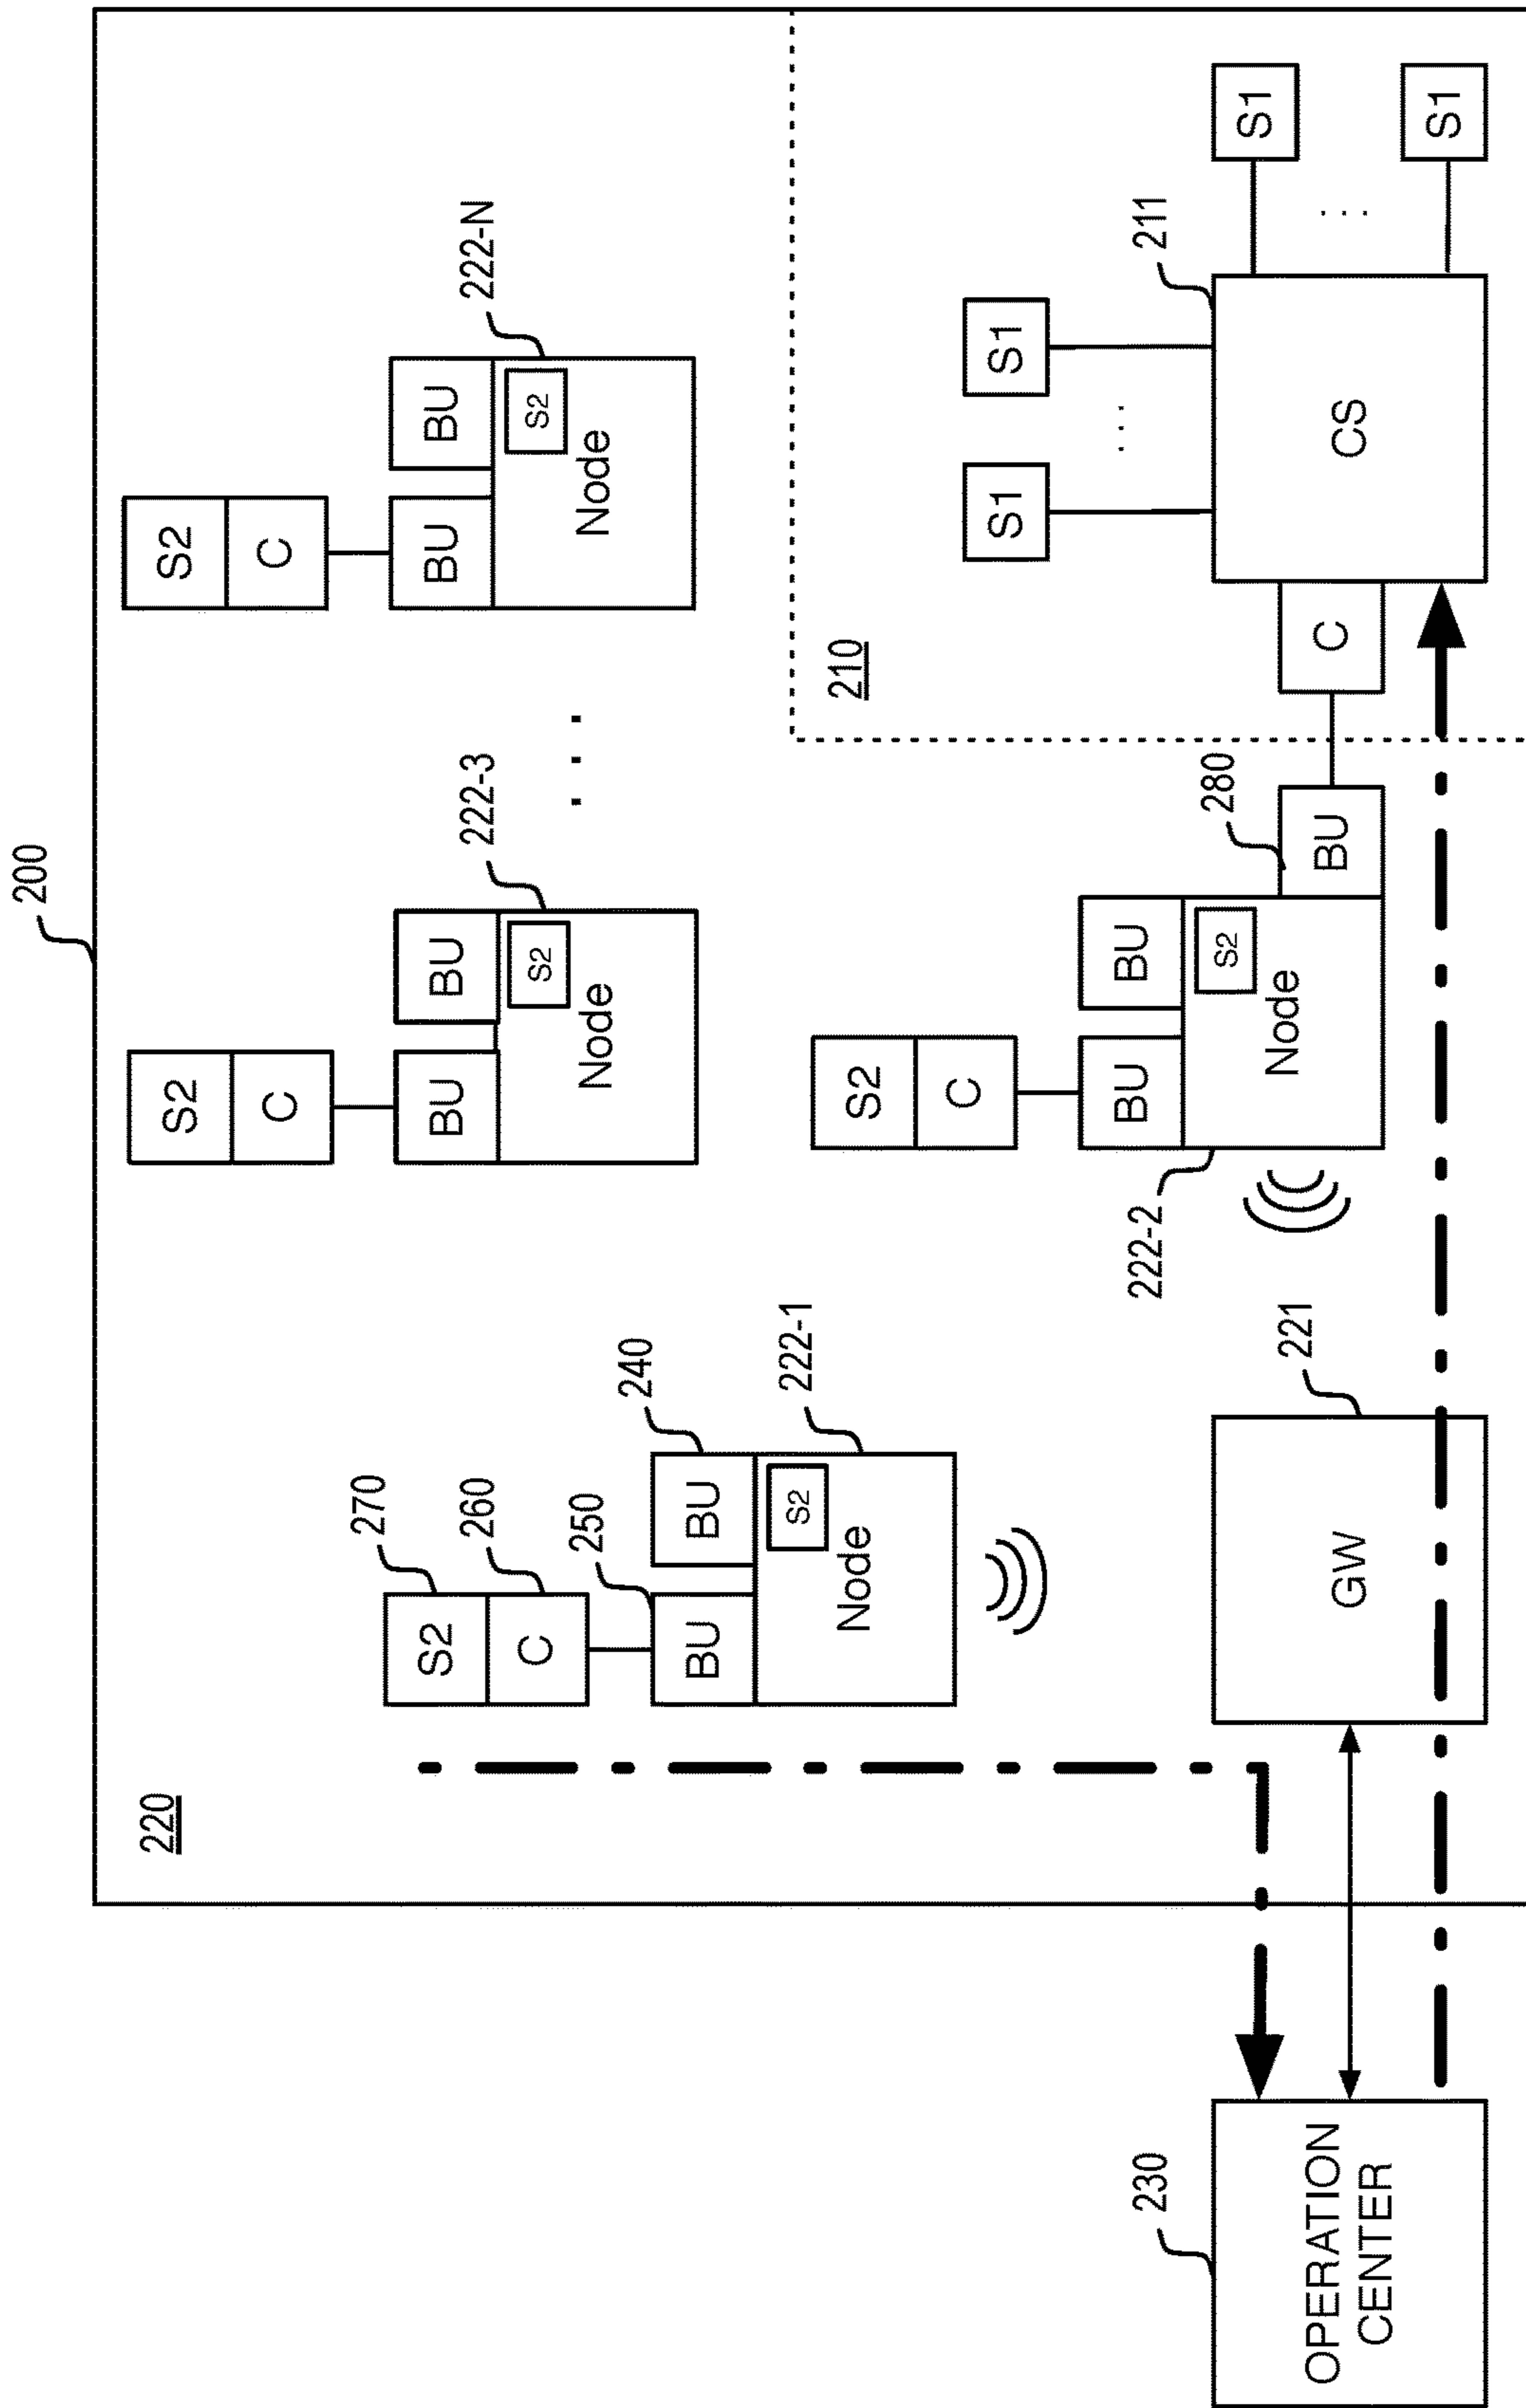 200
220
270
S2
260
C
250
BU
240
BU
S2
Node
222-1
S2
C
BU
BU
222-3
S2
Node
. . .
S2
C
BU
BU
222-N
S2
Node
S2
C
BU
BU
S2
Node
222-2
280
BU
210
C
S1
. . .
S1
211
CS
S1
. . .
S1
230
OPERATION
CENTER
GW
221